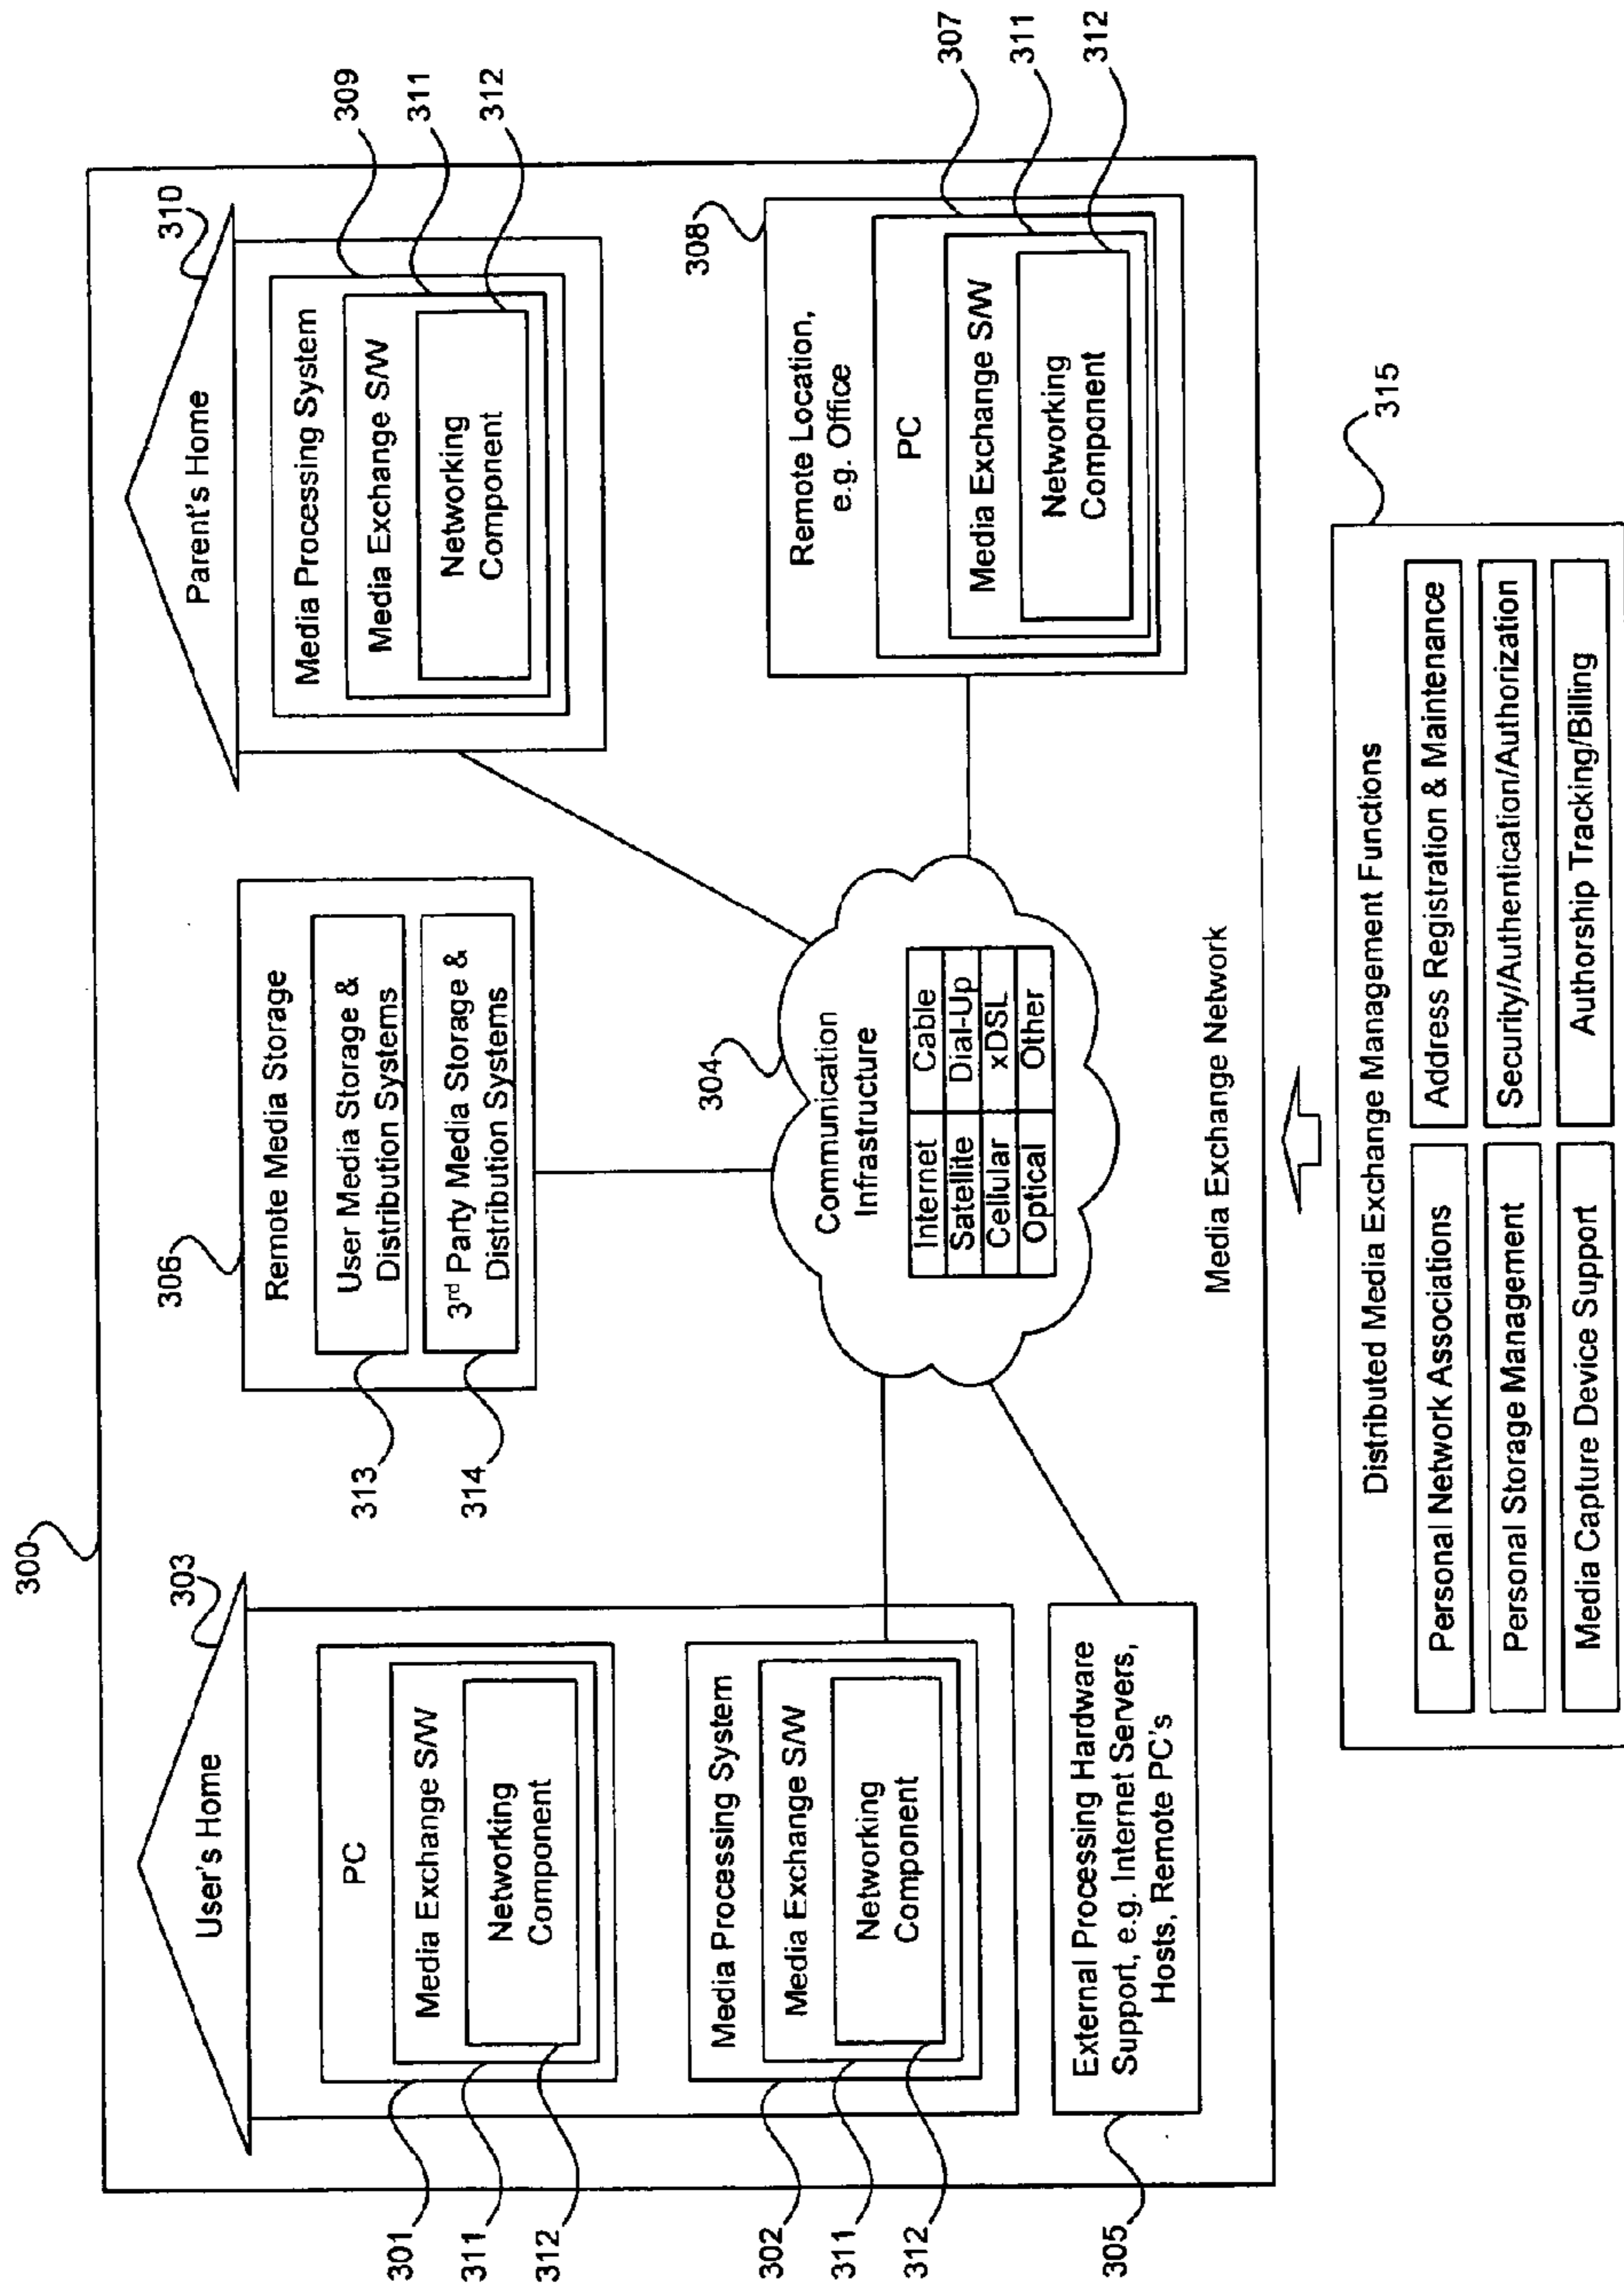 300
303
User's Home
PC
Media Exchange S/W
Networking
Component
301
311
312
Media Processing System
Media Exchange S/W
Networking
Component
302
311
312
External Processing Hardware
Support, e.g. Internet Servers,
Hosts, Remote PC's
305
306
Remote Media Storage
User Media Storage &
Distribution Systems
3rd Party Media Storage &
Distribution Systems
313
314
304
Communication
Infrastructure
Internet Cable
Satellite Dial-Up
Cellular xDSL
Optical Other
310
Parent's Home
Media Processing System
Media Exchange S/W
Networking
Component
309
311
312
308
Remote Location,
e.g. Office
PC
Media Exchange S/W
Networking
Component
307
311
312
Media Exchange Network
315
Distributed Media Exchange Management Functions
Personal Network Associations
Address Registration & Maintenance
Personal Storage Management
Security/Authentication/Authorization
Media Capture Device Support
Authorship Tracking/Billing